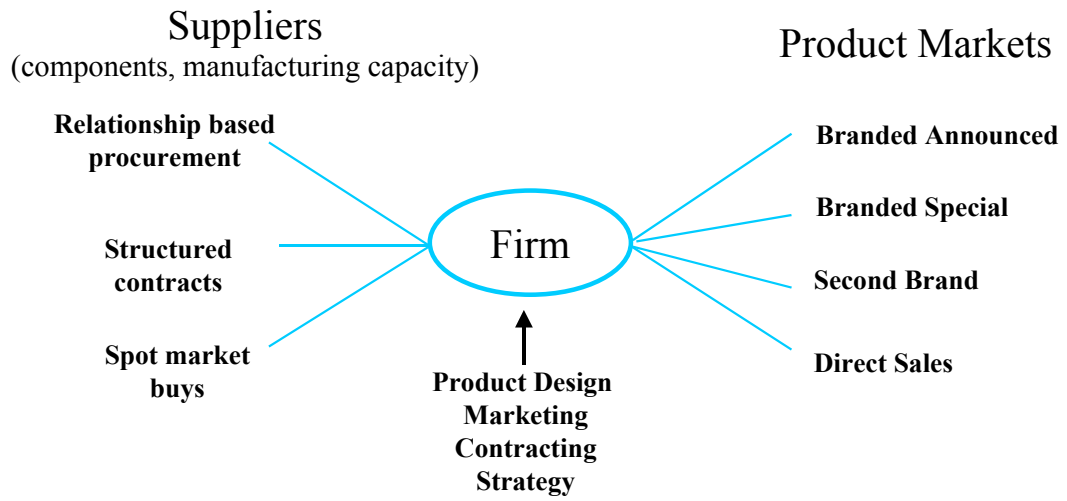 Suppliers
(components, manufacturing capacity)
Relationship based
procurement
Structured
contracts
Spot market
buys
Firm
Product Design
Marketing
Contracting
Strategy
Product Markets
Branded Announced
Branded Special
Second Brand
Direct Sales